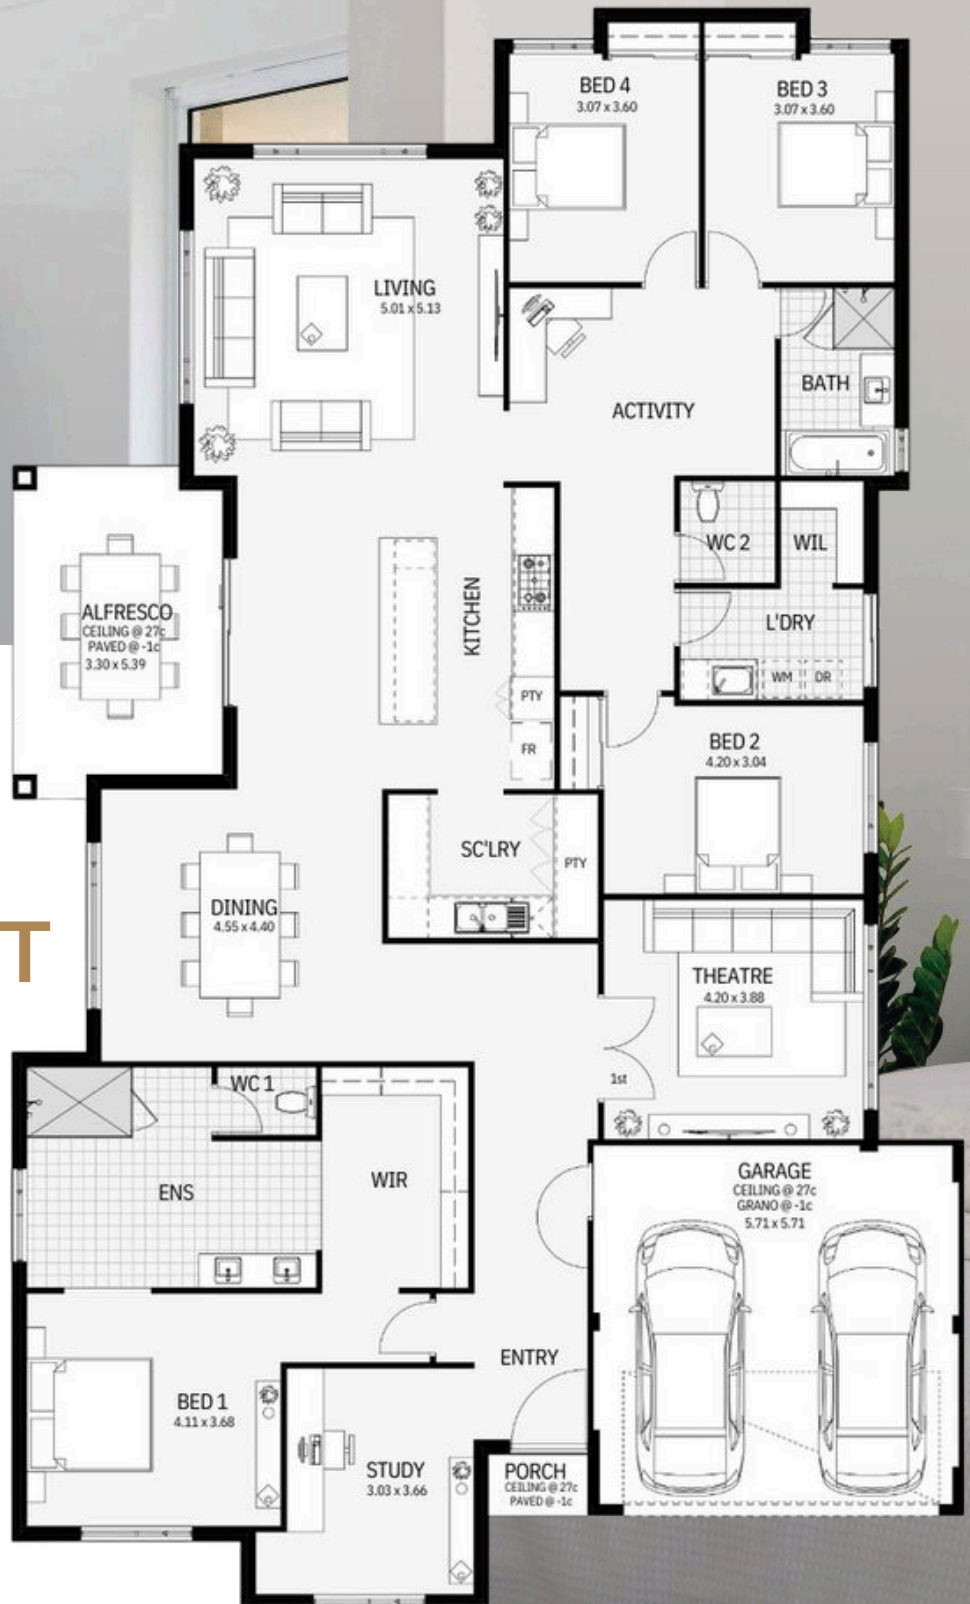 BED 4
3.07 x 3.60
BED 3
3.07 x 3.60
LIVING
5.01 x 5.13
BATH
ACTIVITY
WC 2
WIL
ALFRESCO
CEILING @ 27c
PAVED @ -1c
3.30 x 5.39
KITCHEN
L'DRY
WM
DR
PTY
FR
BED 2
4.20 x 3.04
SC'LRY
PTY
DINING
4.55 x 4.40
T
THEATRE
4.20 x 3.88
1st
WC 1
WIR
ENS
GARAGE
CEILING @ 27c
GRANO @ -1c
5.71 x 5.71
ENTRY
BED 1
4.11 x 3.68
STUDY
3.03 x 3.66
PORCH
CEILING @ 27c
PAVED @ -1c